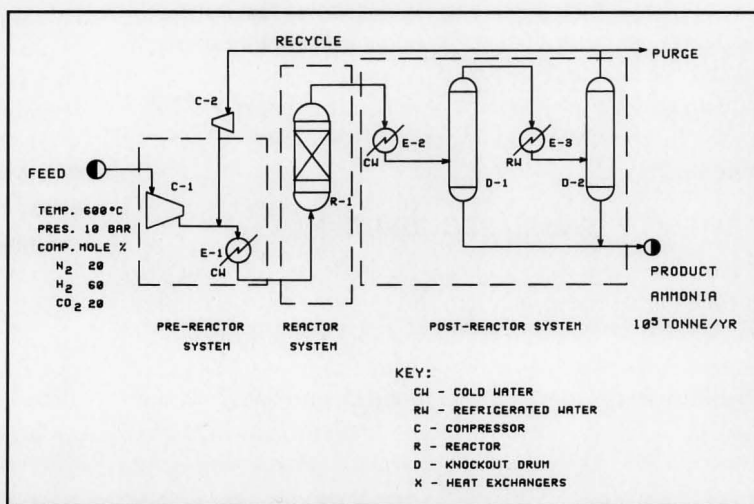 RECYCLE
PURGE
C-2
FEED
C-1
E-2
CW
E-3
RW
D-1
D-2
R-1
TEMP. 600°C
PRES. 10 BAR
COMP. MOLE %
N2 20
H2 60
CO2 20
E-1
CW
PRODUCT
AMMONIA
10⁵ TONNE/YR
PRE-REACTOR
SYSTEM
REACTOR
SYSTEM
POST-REACTOR SYSTEM
KEY:
CW - COLD WATER
RW - REFRIGERATED WATER
C - COMPRESSOR
R - REACTOR
D - KNOCKOUT DRUM
X - HEAT EXCHANGERS